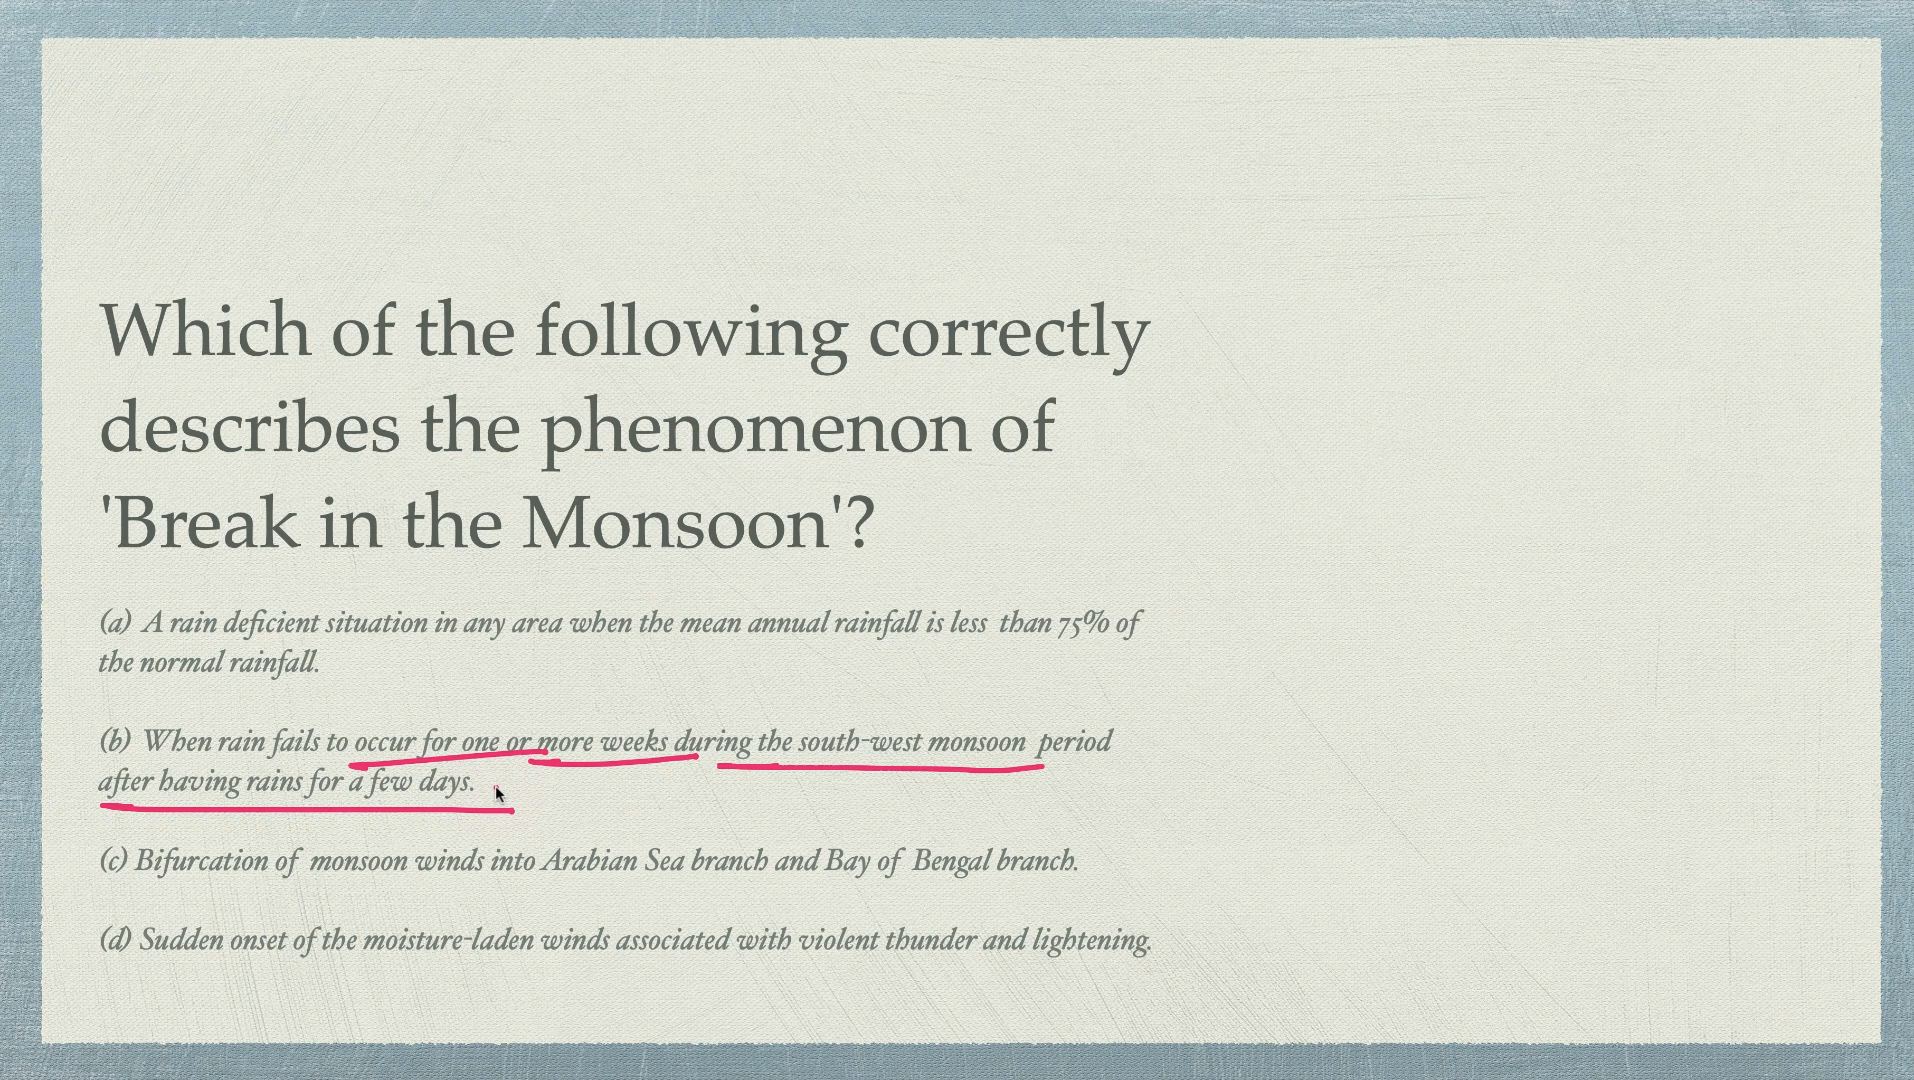 Which of the following correctly
describes the phenomenon of
'Break in the Monsoon'?
(a) A rain deficient situation in any area when the mean annual rainfall is less than 75% of
the normal rainfall.
(b) When rain fails to occur for one or more weeks during the south-west monsoon period
after having rains for a few days.
(c) Bifurcation of monsoon winds into Arabian Sea branch and Bay of Bengal branch.
(d) Sudden onset of the moisture-laden winds associated with violent thunder and lightening.